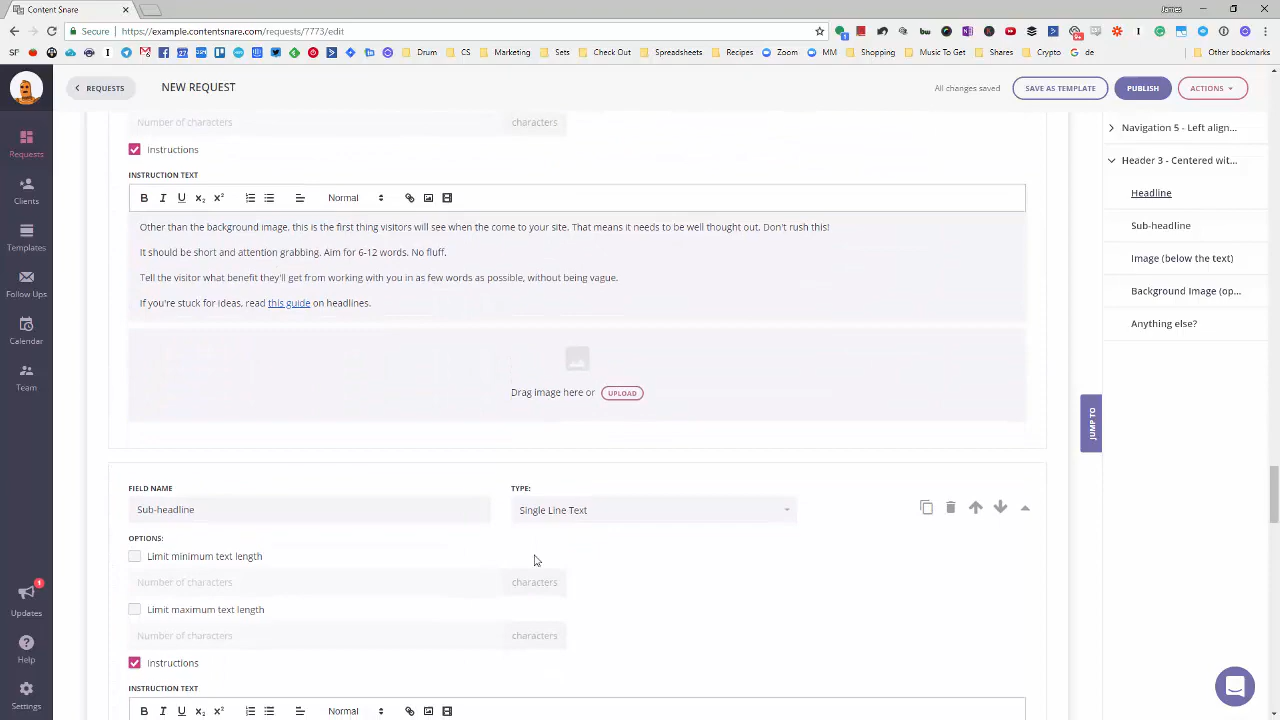 Content Snare
Secure https://example.contentsnare.com/requests/7773/edit
Drum
CS
Marketing
Sets
Check Out
Spreadsheets
Recipes
Zoom
MM
Shopping
Music To Get
Shares
Crypto
de
Other bookmarks
REQUESTS
NEW REQUEST
All changes saved
SAVE AS TEMPLATE
PUBLISH
ACTIONS
Requests
Clients
Templates
Follow Ups
Calendar
Team
Updates
Help
Settings
Number of characters characters
Instructions
INSTRUCTION TEXT
B I U x₂ x² Normal
Other than the background image, this is the first thing visitors will see when the come to your site. That means it needs to be well thought out. Don't rush this!
It should be short and attention grabbing. Aim for 6-12 words. No fluff.
Tell the visitor what benefit they'll get from working with you in as few words as possible, without being vague.
If you're stuck for ideas, read this guide on headlines.
Drag image here or UPLOAD
FIELD NAME TYPE:
Sub-headline Single Line Text
OPTIONS:
Limit minimum text length
Number of characters characters
Limit maximum text length
Number of characters characters
Instructions
INSTRUCTION TEXT
B I U x₂ x² Normal
Navigation 5 - Left align...
Header 3 - Centered wit...
Headline
Sub-headline
Image (below the text)
Background Image (op...
Anything else?
JUMP TO